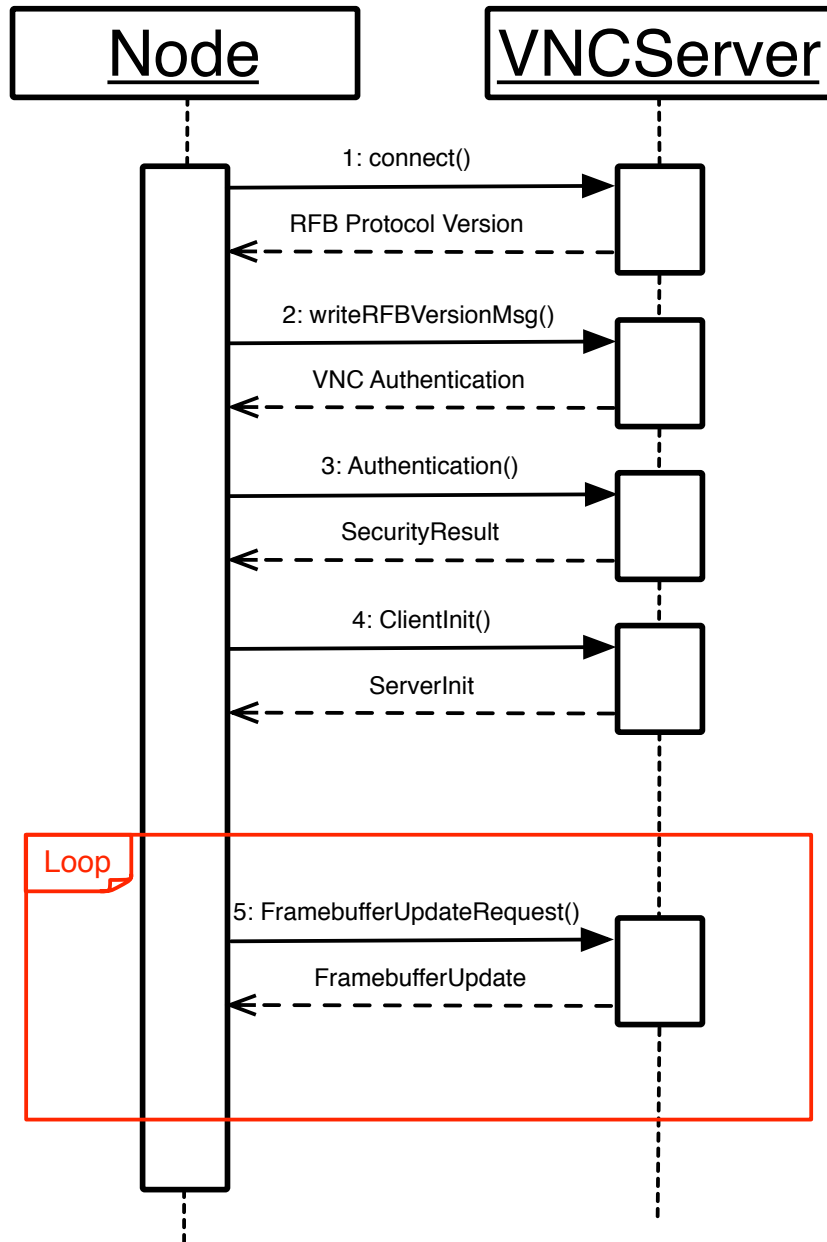 Node
VNCServer
1: connect()
RFB Protocol Version
2: writeRFBVersionMsg()
VNC Authentication
3: Authentication()
SecurityResult
4: ClientInit()
ServerInit
Loop
5: FramebufferUpdateRequest()
FramebufferUpdate